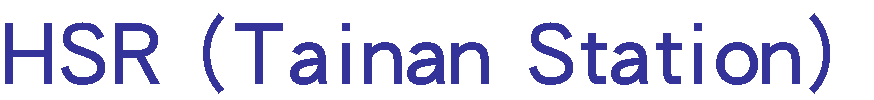 HSR (Tainan Station)